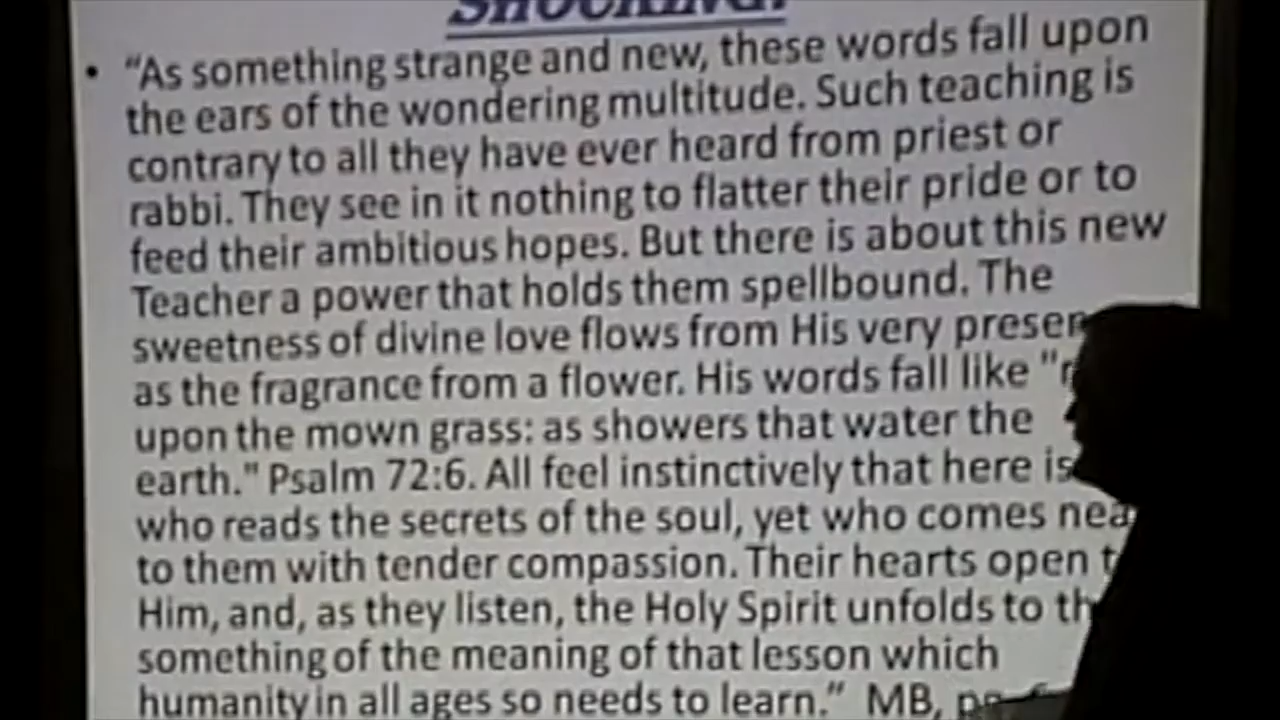 SHOCKING!
• “As something strange and new, these words fall upon
the ears of the wondering multitude. Such teaching is
contrary to all they have ever heard from priest or
rabbi. They see in it nothing to flatter their pride or to
feed their ambitious hopes. But there is about this new
Teacher a power that holds them spellbound. The
sweetness of divine love flows from His very
as the fragrance from a flower. His words fall like
upon the mown grass: as showers that water the
earth." Psalm 72:6. All feel instinctively that here is
who reads the secrets of the soul, yet who comes
to them with tender compassion. Their hearts open
Him, and, as they listen, the Holy Spirit unfolds to
something of the meaning of that lesson which
humanity in all ages so needs to learn.” MB,